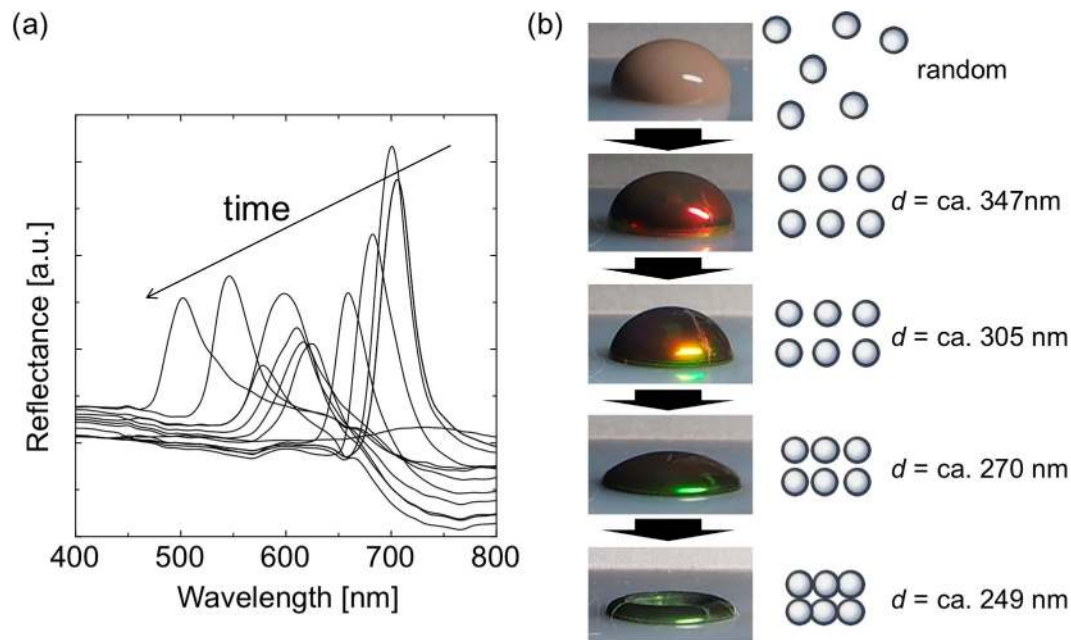 (a)
time
Reflectance [a.u.]
400 500 600 700 800
Wavelength [nm]
(b)
random
d = ca. 347nm
d = ca. 305 nm
d = ca. 270 nm
d = ca. 249 nm